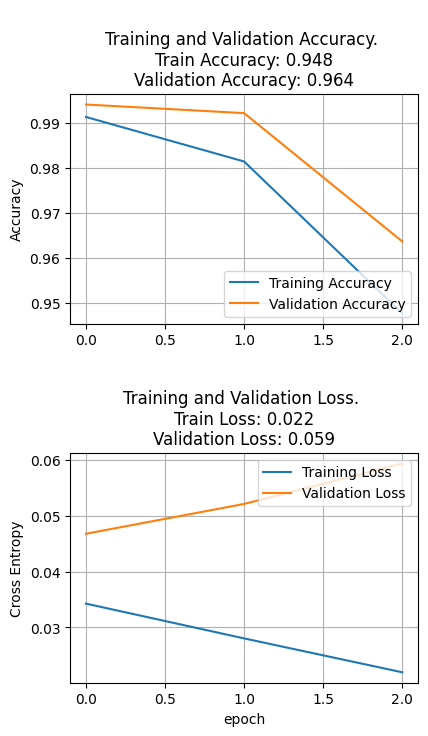 Training and Validation Accuracy.
Train Accuracy: 0.948
Validation Accuracy: 0.964
0.99
0.98
0.97
0.96
0.95
Accuracy
Training Accuracy
Validation Accuracy
0.0 0.5 1.0 1.5 2.0
Training and Validation Loss.
Train Loss: 0.022
Validation Loss: 0.059
0.06
0.05
0.04
0.03
Cross Entropy
Training Loss
Validation Loss
0.0 0.5 1.0 1.5 2.0
epoch